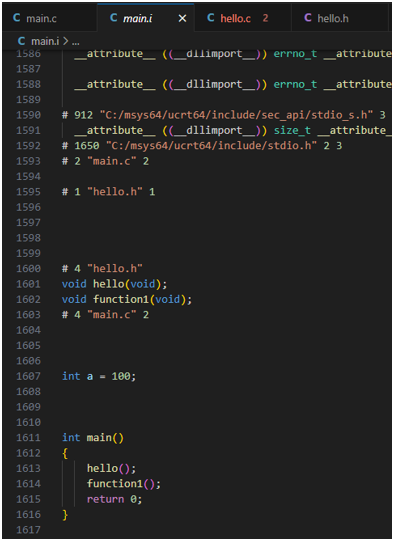 main.c main.i hello.c 2 hello.h
main.i > ...
1586 __attribute__ ((__dllimport__)) errno_t __attribute
1587
1588 __attribute__ ((__dllimport__)) errno_t __attribute
1589
1590 # 912 "C:/msys64/ucrt64/include/sec_api/stdio_s.h" 3
1591 __attribute__ ((__dllimport__)) size_t __attribute_
1592 # 1650 "C:/msys64/ucrt64/include/stdio.h" 2 3
1593 # 2 "main.c" 2
1594
1595 # 1 "hello.h" 1
1596
1597
1598
1599
1600 # 4 "hello.h"
1601 void hello(void);
1602 void function1(void);
1603 # 4 "main.c" 2
1604
1605
1606
1607 int a = 100;
1608
1609
1610
1611 int main()
1612 {
1613 hello();
1614 function1();
1615 return 0;
1616 }
1617